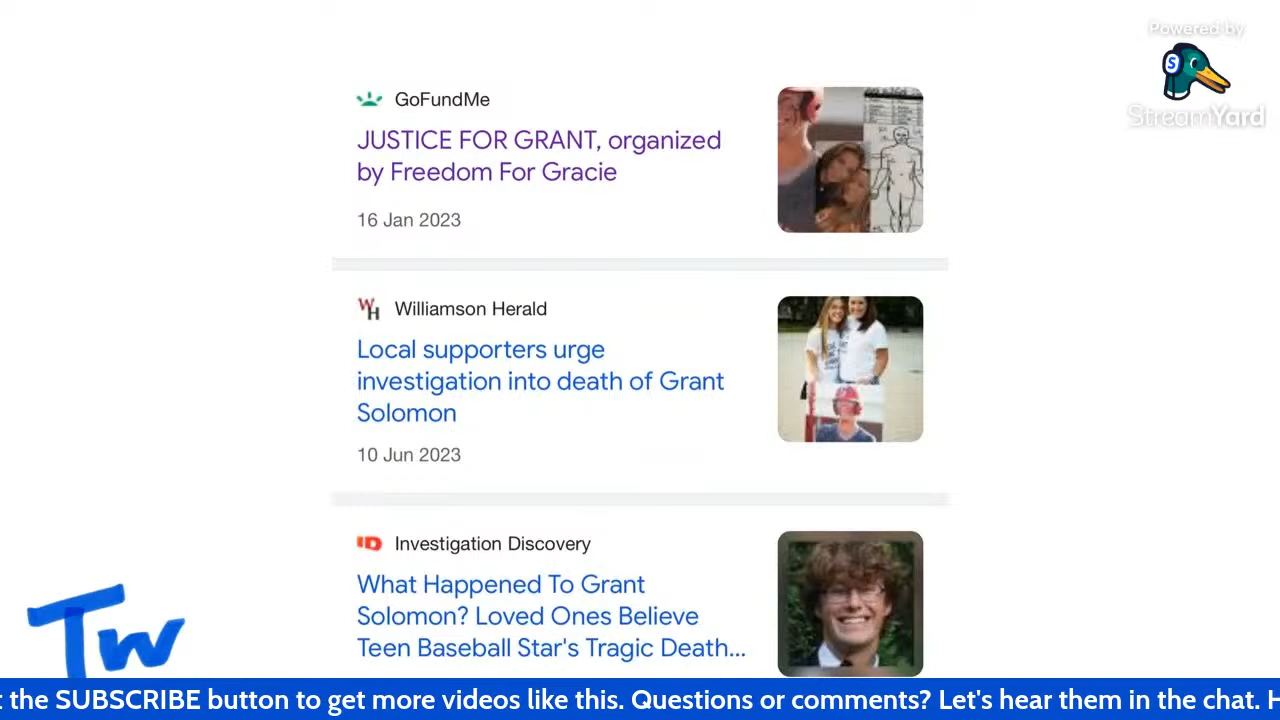 Powered by
S
StreamYard
GoFundMe
JUSTICE FOR GRANT, organized
by Freedom For Gracie
16 Jan 2023
WH
Williamson Herald
Local supporters urge
investigation into death of Grant
Solomon
10 Jun 2023
ID
Investigation Discovery
What Happened To Grant
Solomon? Loved Ones Believe
Teen Baseball Star's Tragic Death...
Tw
the SUBSCRIBE button to get more videos like this. Questions or comments? Let's hear them in the chat. H